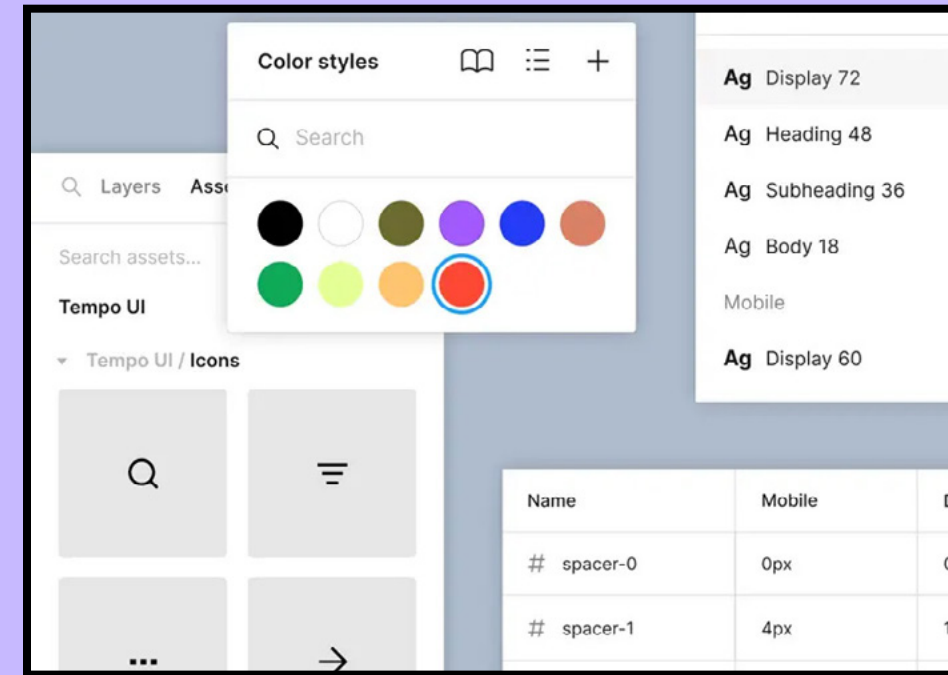 Color styles
Search
Layers Asse
Search assets...
Tempo UI
Tempo UI / Icons
Ag Display 72
Ag Heading 48
Ag Subheading 36
Ag Body 18
Mobile
Ag Display 60
Name Mobile
# spacer-0 0px
# spacer-1 4px